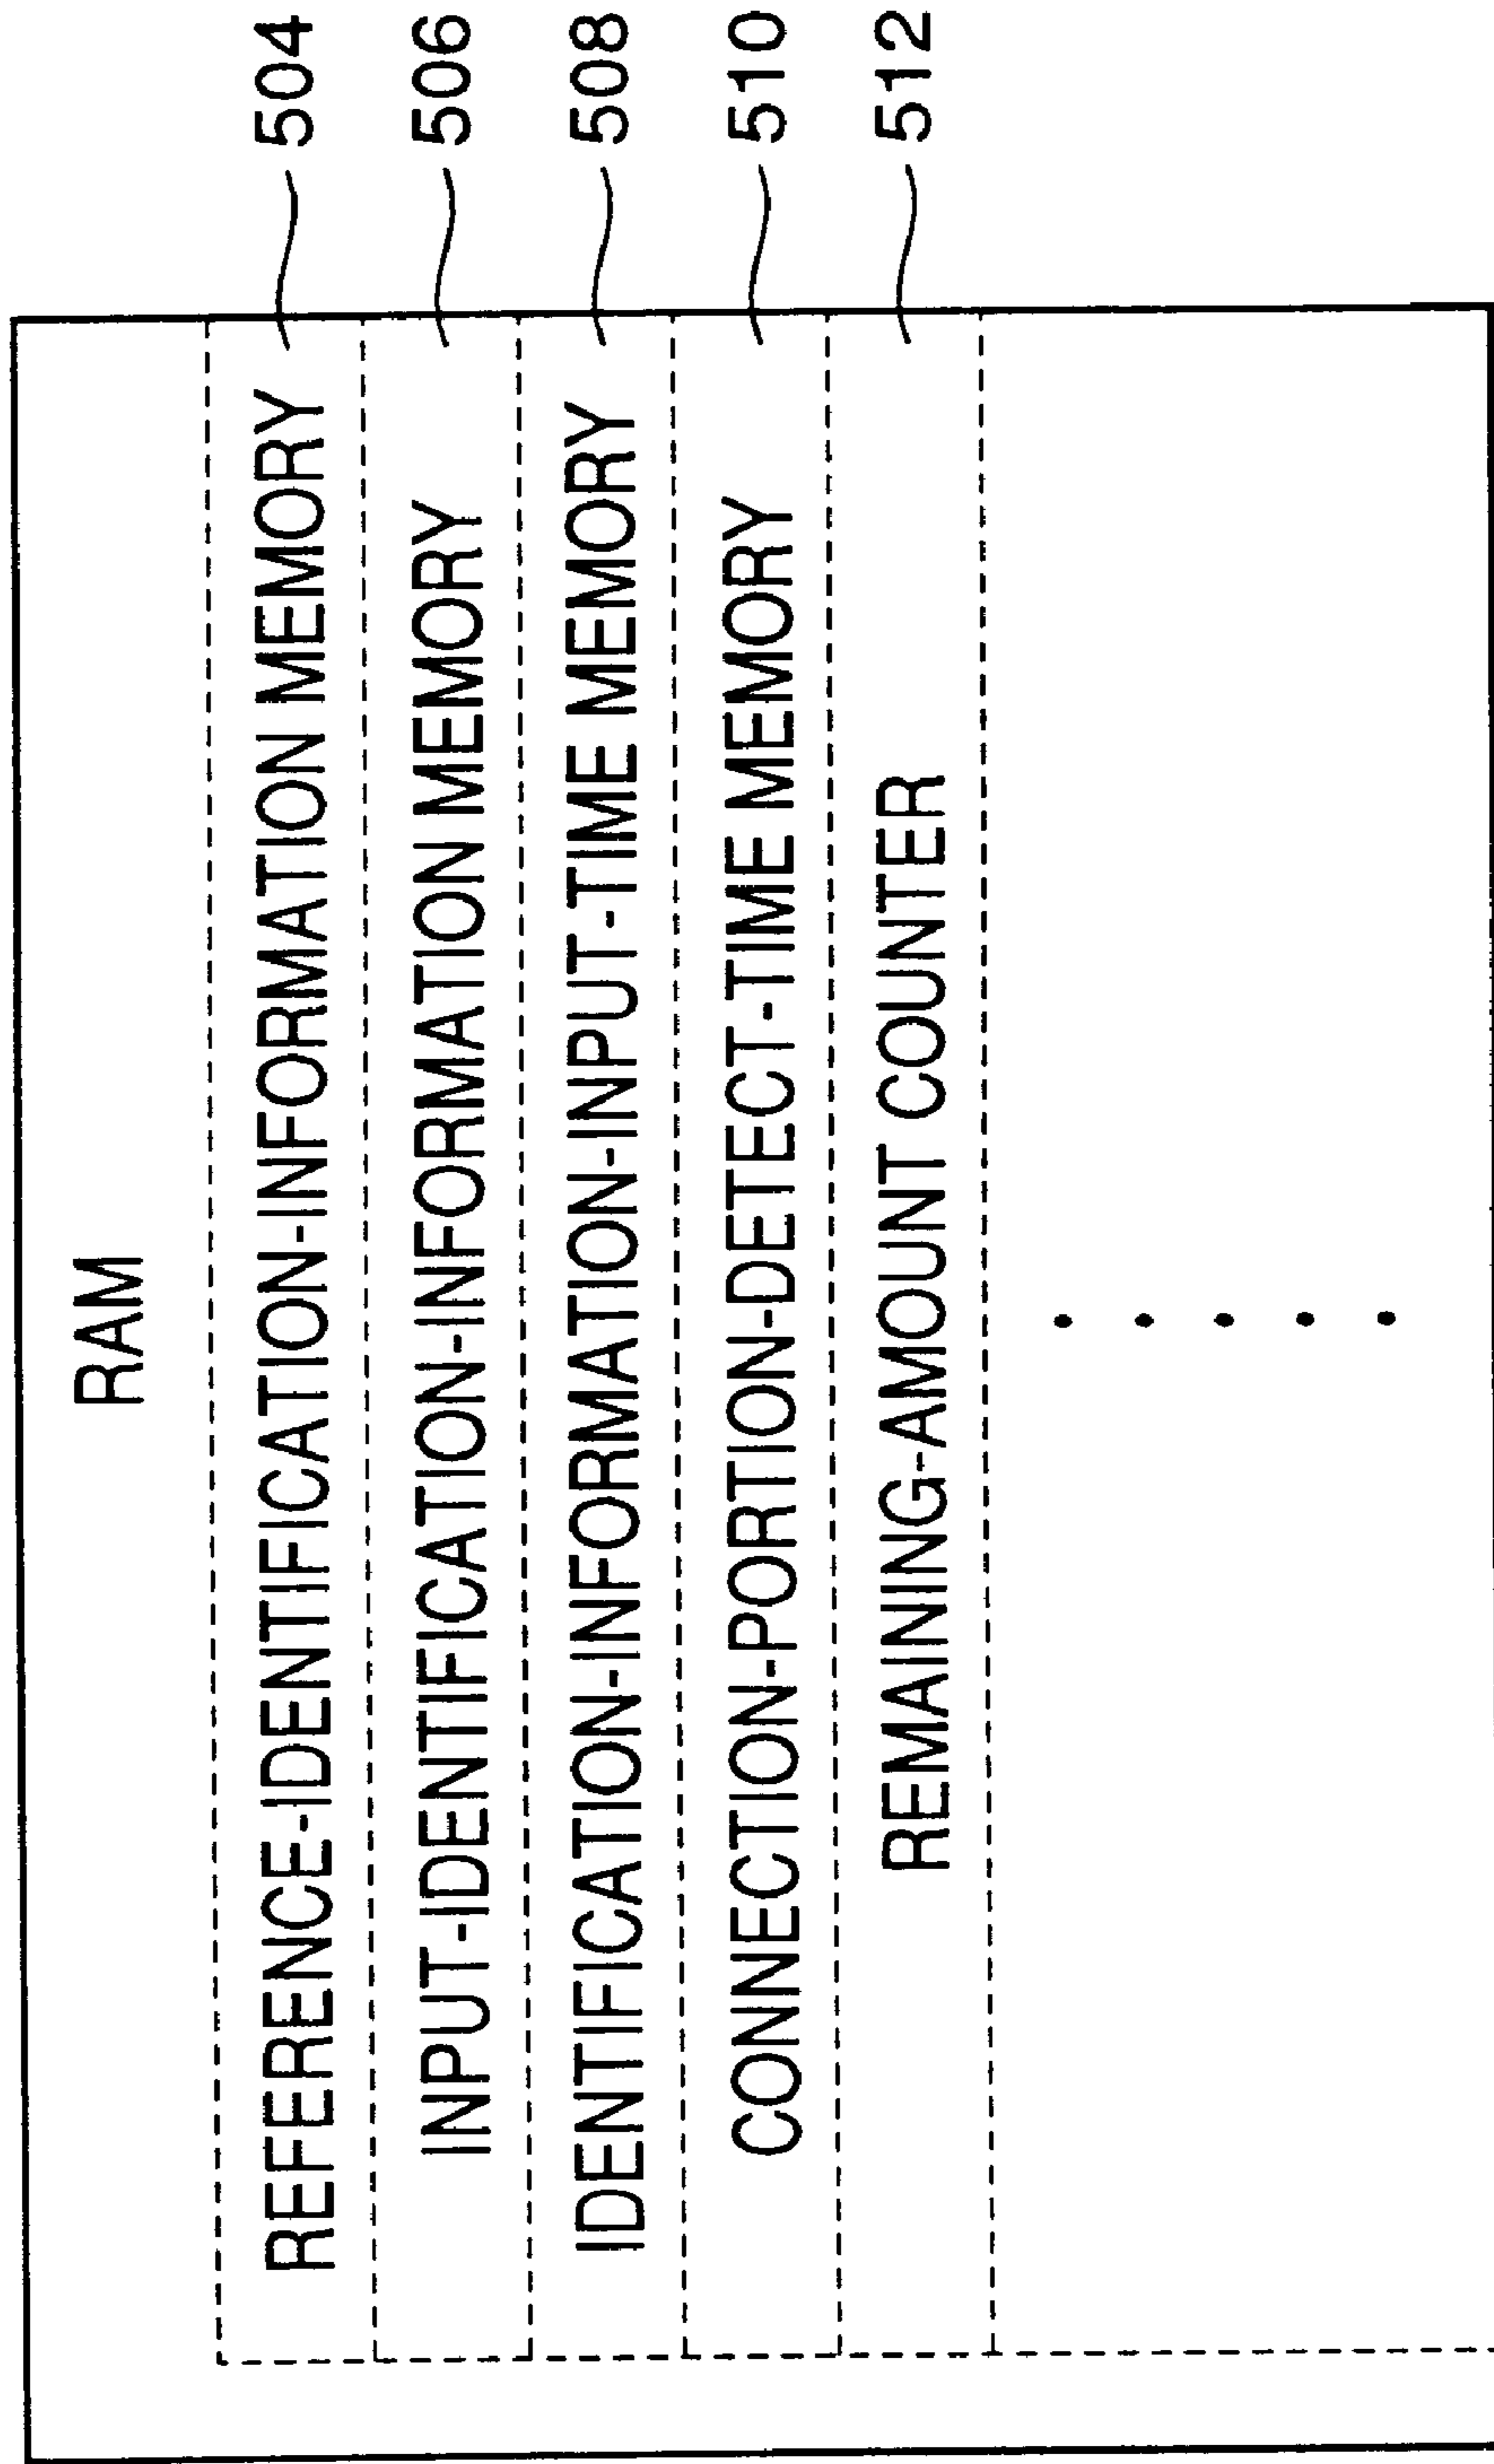 RAM
REFERENCE-IDENTIFICATION-INFORMATION MEMORY 504
INPUT-IDENTIFICATION-INFORMATION MEMORY 506
IDENTIFICATION-INFORMATION-INPUT-TIME MEMORY 508
CONNECTION-PORTION-DETECT-TIME MEMORY 510
REMAINING-AMOUNT COUNTER 512